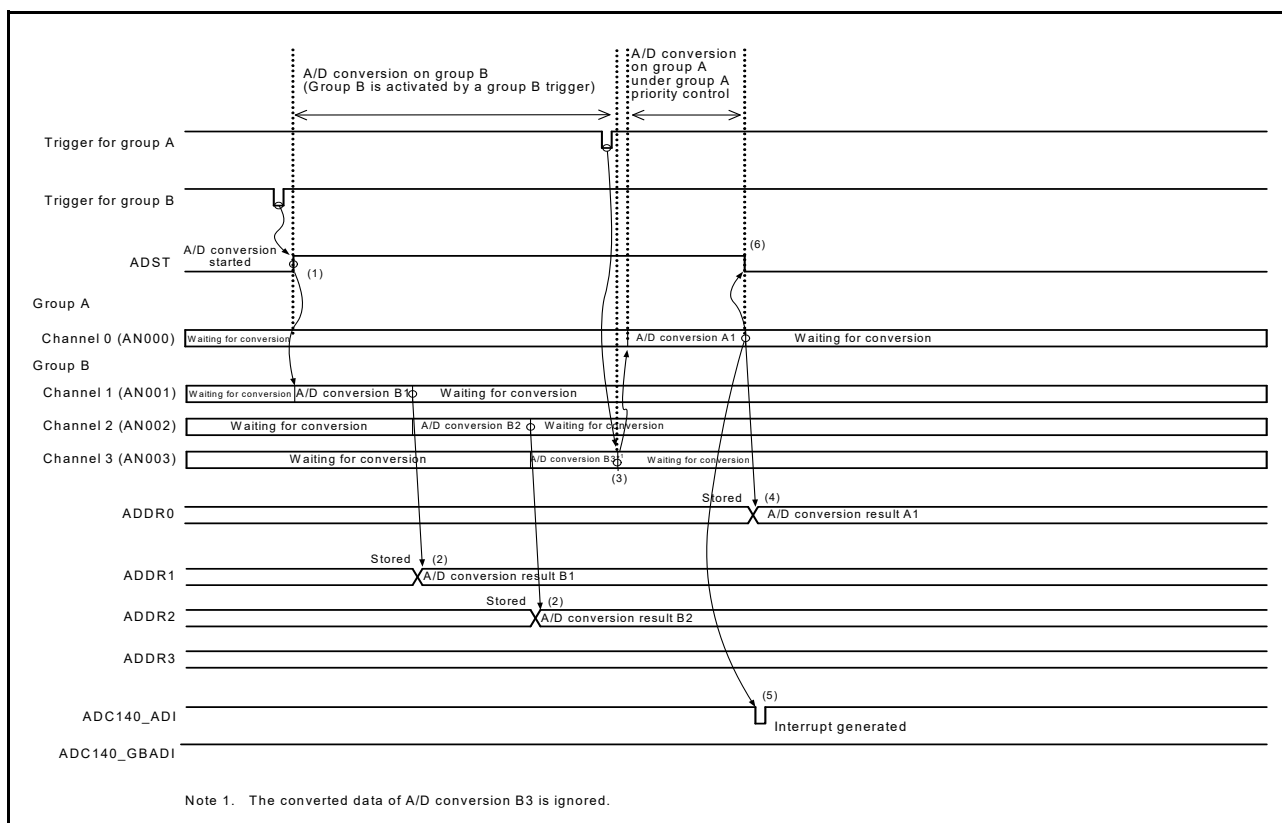 A/D conversion on group B
(Group B is activated by a group B trigger)
A/D conversion
on group A
under group A
priority control
Trigger for group A
Trigger for group B
ADST
A/D conversion
started
(1)
(6)
Group A
Channel 0 (AN000)
Waiting for conversion
A/D conversion A1
Waiting for conversion
Group B
Channel 1 (AN001)
Waiting for conversion
A/D conversion B1
Waiting for conversion
Channel 2 (AN002)
Waiting for conversion
A/D conversion B2
Waiting for conversion
Channel 3 (AN003)
Waiting for conversion
A/D conversion B3*1
Waiting for conversion
(3)
ADDR0
Stored
(4)
A/D conversion result A1
ADDR1
Stored
(2)
A/D conversion result B1
ADDR2
Stored
(2)
A/D conversion result B2
ADDR3
ADC140_ADI
(5)
Interrupt generated
ADC140_GBADI
Note 1. The converted data of A/D conversion B3 is ignored.